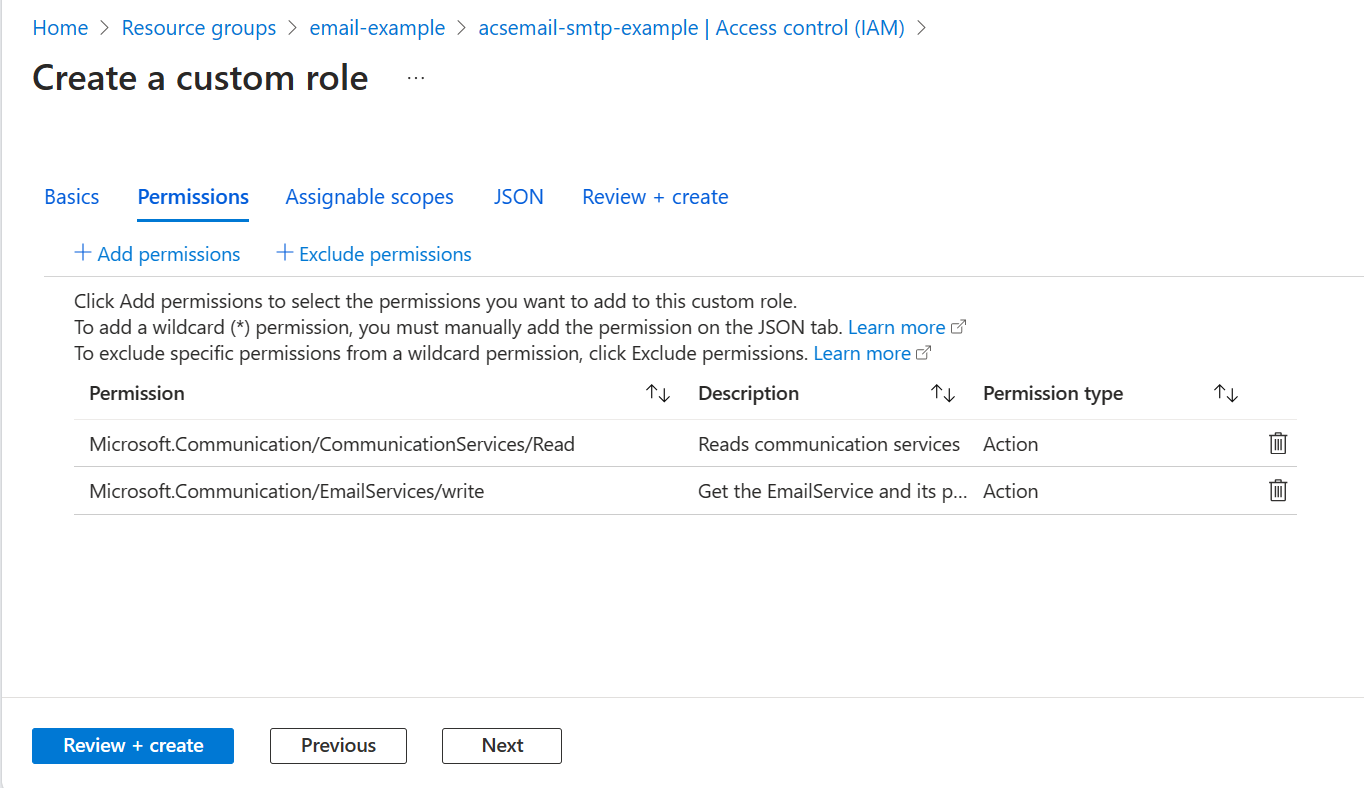 Home > Resource groups > email-example > acsemail-smtp-example | Access control (IAM) >
Create a custom role ...
Basics Permissions Assignable scopes JSON Review + create
+ Add permissions + Exclude permissions
Click Add permissions to select the permissions you want to add to this custom role.
To add a wildcard (*) permission, you must manually add the permission on the JSON tab. Learn more
To exclude specific permissions from a wildcard permission, click Exclude permissions. Learn more
Permission ↑↓ Description ↑↓ Permission type ↑↓
Microsoft.Communication/CommunicationServices/Read Reads communication services Action
Microsoft.Communication/EmailServices/write Get the EmailService and its p... Action
Review + create Previous Next